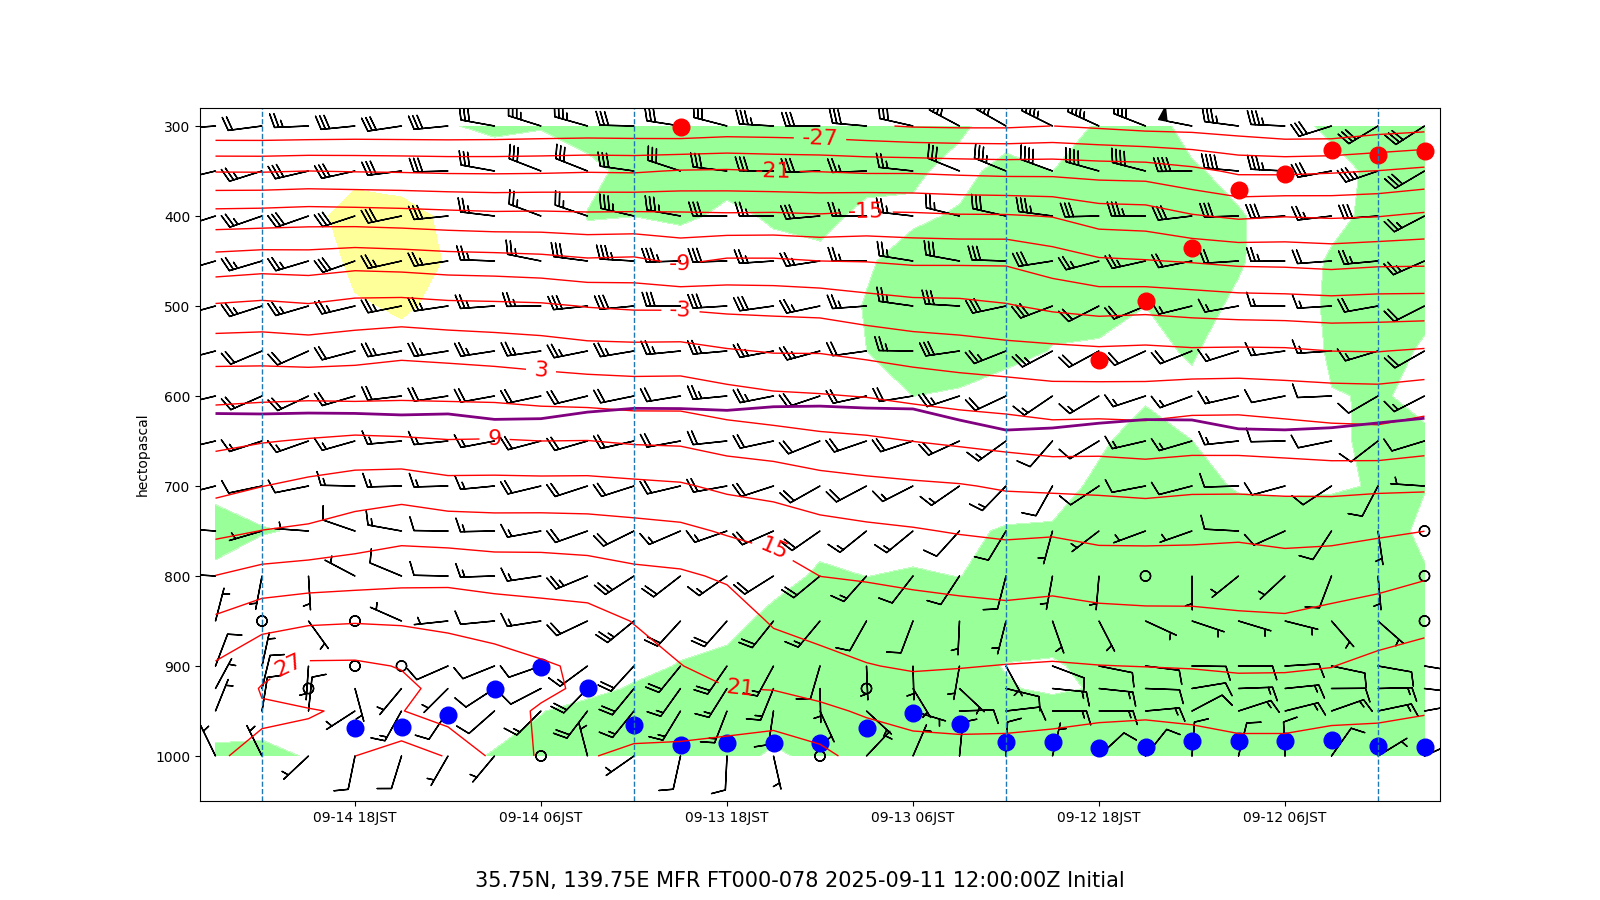 300
400
500
600
700
800
900
1000
hectopascal
-27
21
-15
-9
-3
3
9
15
27
21
09-14 18JST
09-14 06JST
09-13 18JST
09-13 06JST
09-12 18JST
09-12 06JST
35.75N, 139.75E MFR FT000-078 2025-09-11 12:00:00Z Initial